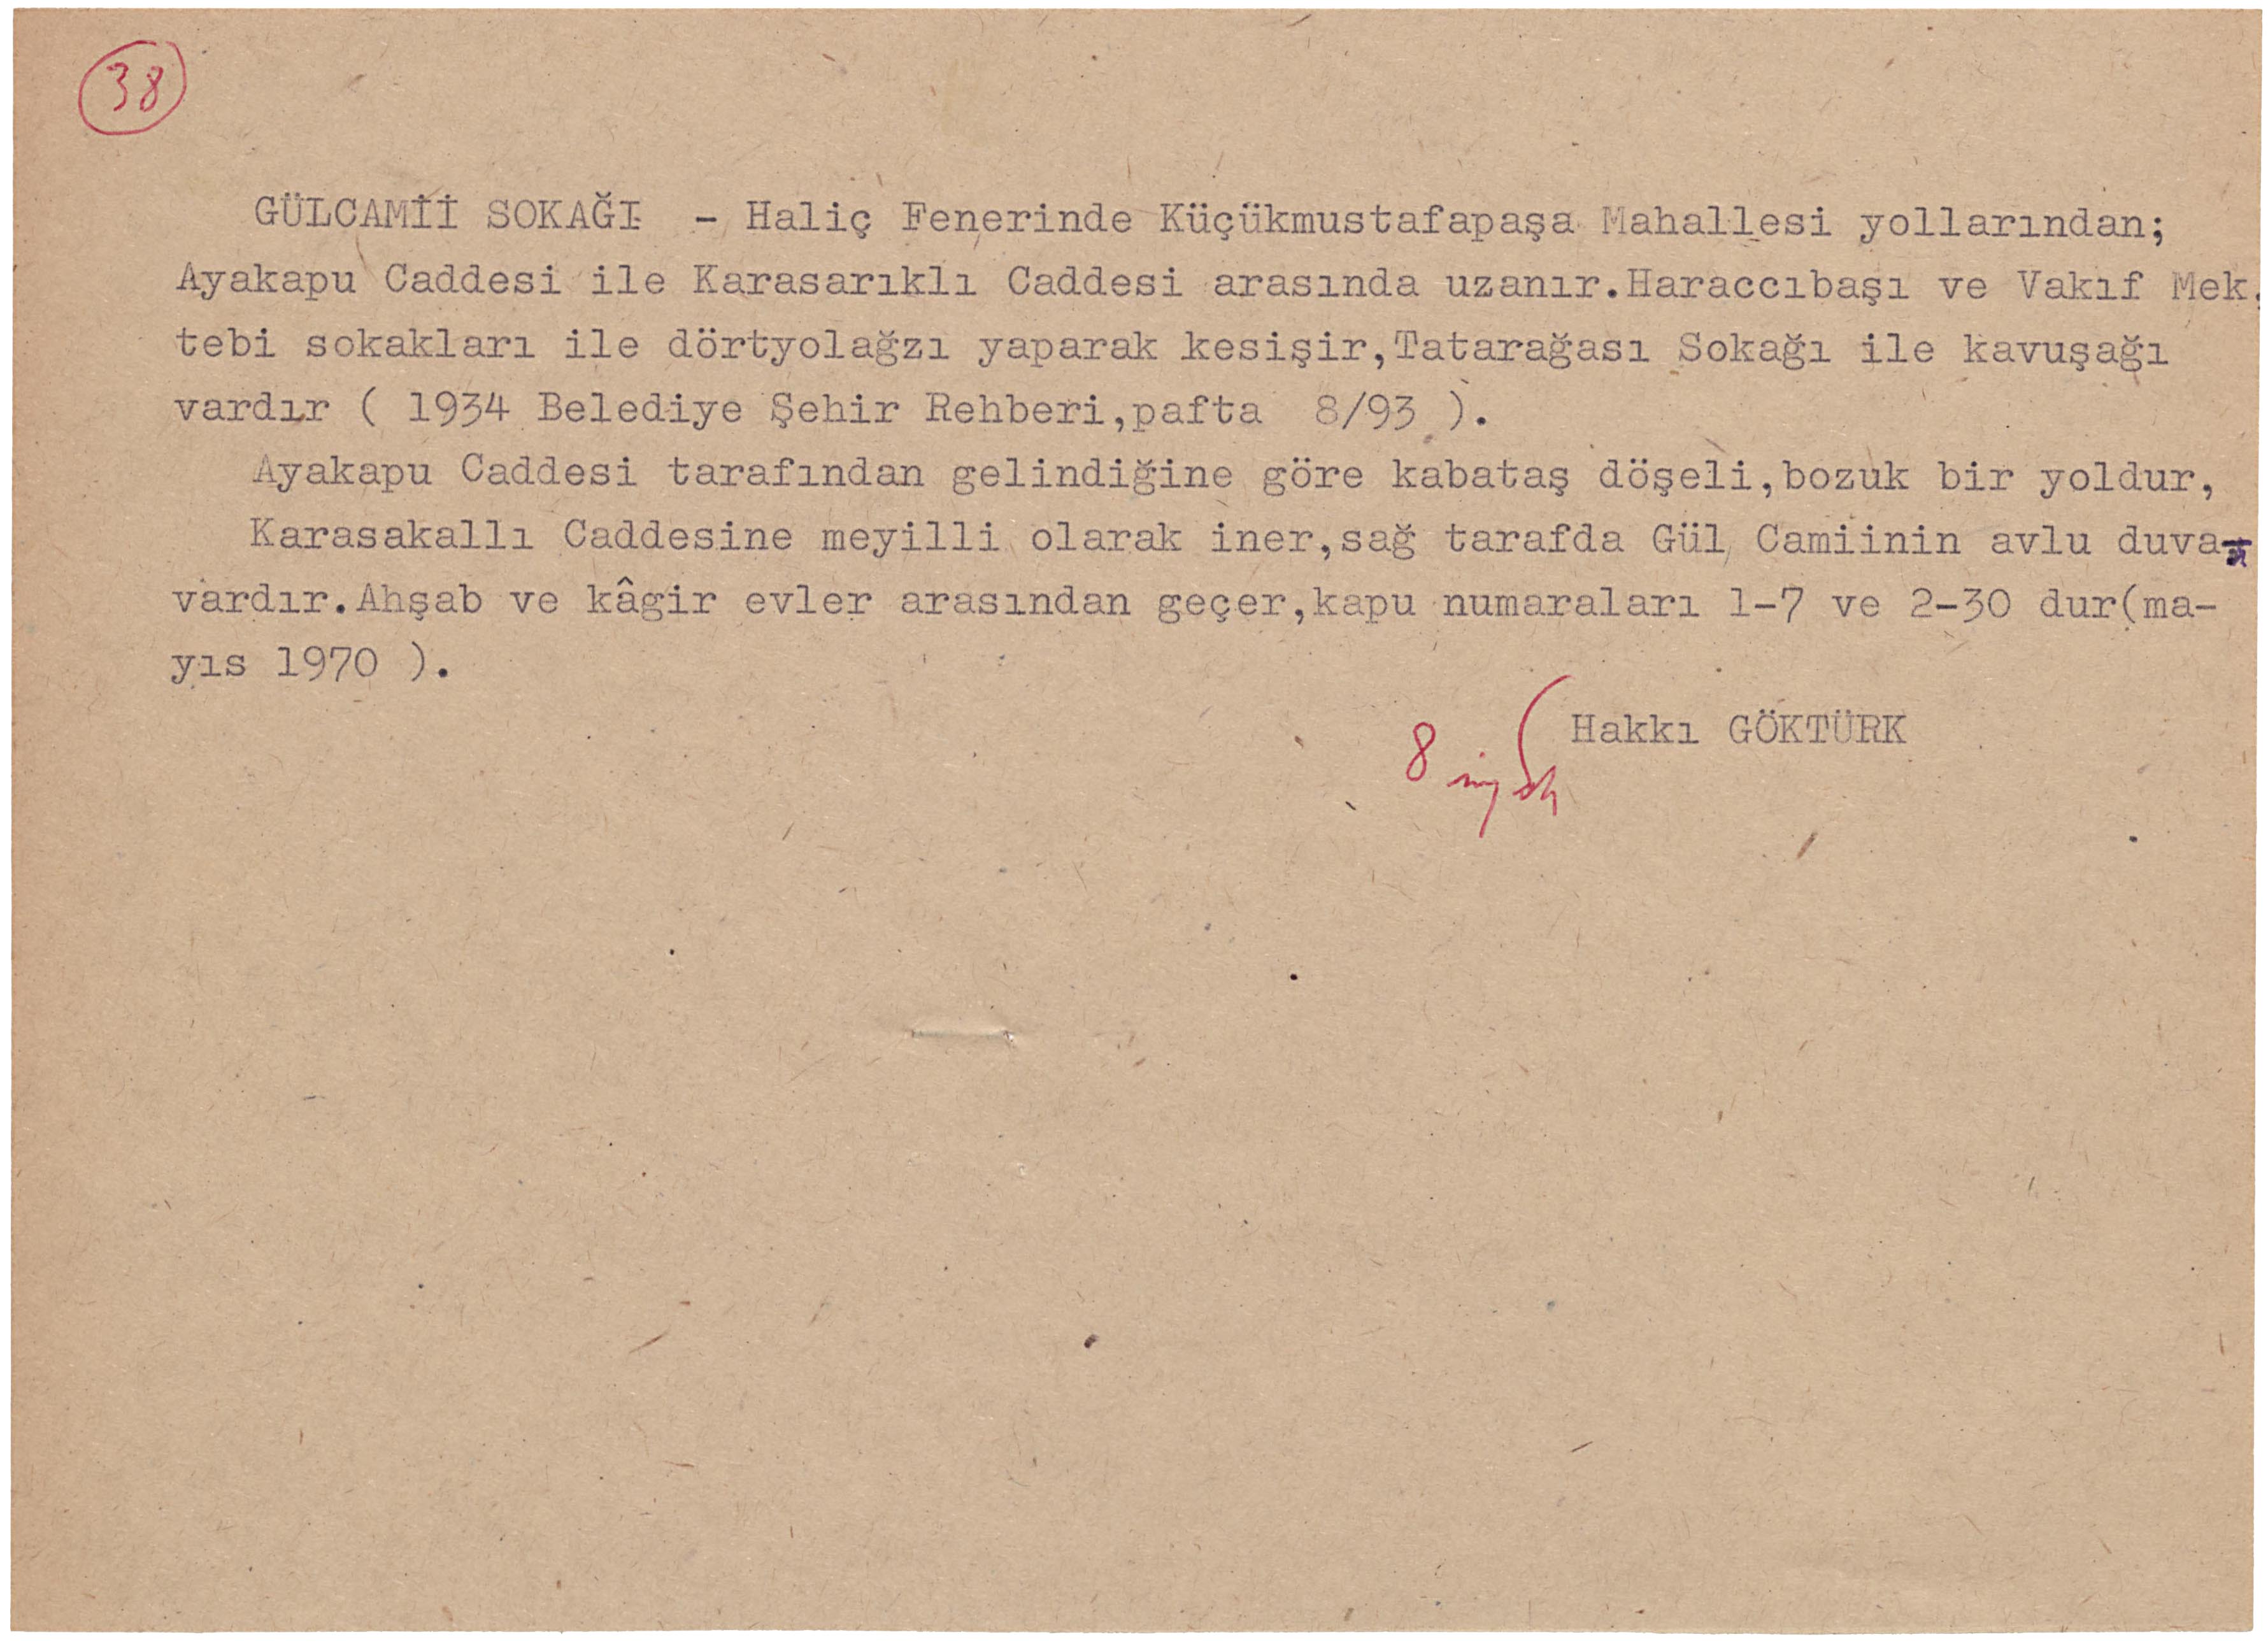 38
GÜLCAMİİ SOKAĞI - Haliç Fenerinde Küçükmustafapaşa Mahallesi yollarından;
Ayakapu Caddesi ile Karasarıklı Caddesi arasında uzanır.Haraccıbaşı ve Vakıf Mek
tebi sokakları ile dörtyolağzı yaparak kesişir,Tatarağası Sokağı ile kavuşağı
vardır ( 1934 Belediye Şehir Rehberi,pafta 8/93 ).
Ayakapu Caddesi tarafından gelindiğine göre kabataş döşeli,bozuk bir yoldur,
Karasakallı Caddesine meyilli olarak iner,sağ tarafda Gül Camiinin avlu duva
vardır.Ahşab ve kâgir evler arasından geçer,kapu numaraları 1-7 ve 2-30 dur(ma-
yıs 1970 ).
Hakkı GÖKTÜRK
8